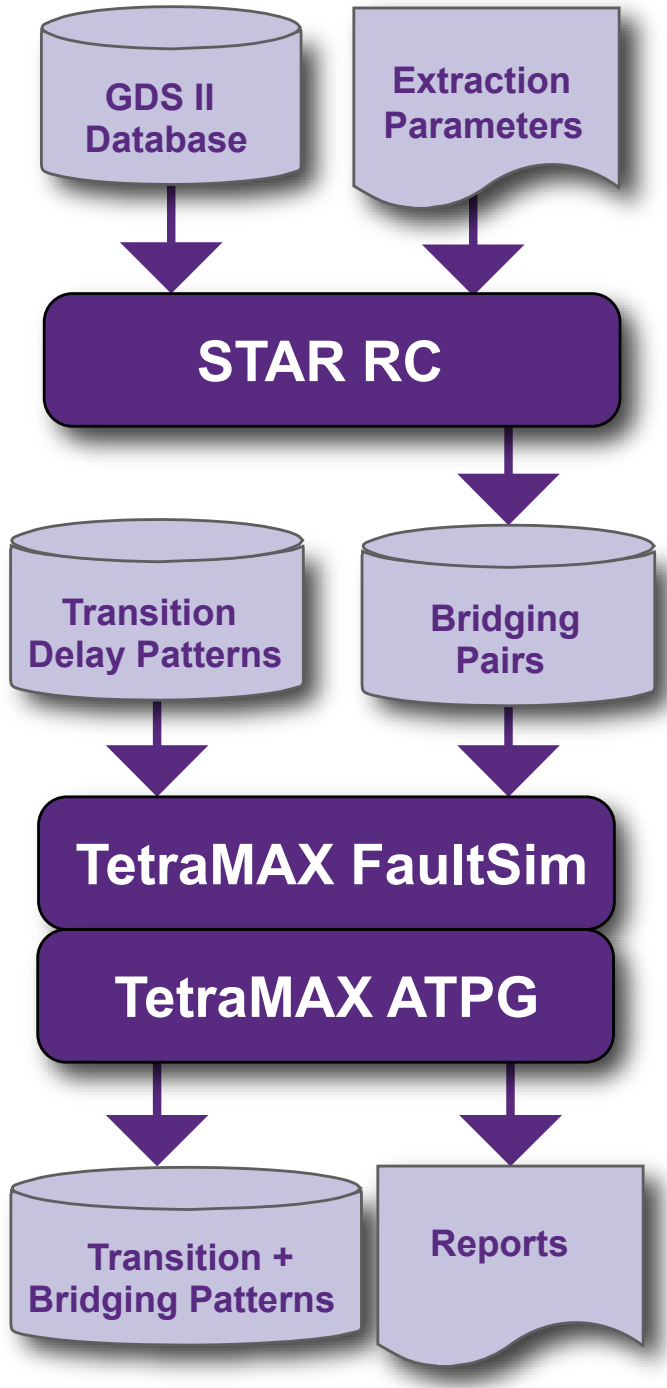 GDS II
Database
Extraction
Parameters
STAR RC
Transition
Delay Patterns
Bridging
Pairs
TetraMAX FaultSim
TetraMAX ATPG
Transition +
Bridging Patterns
Reports